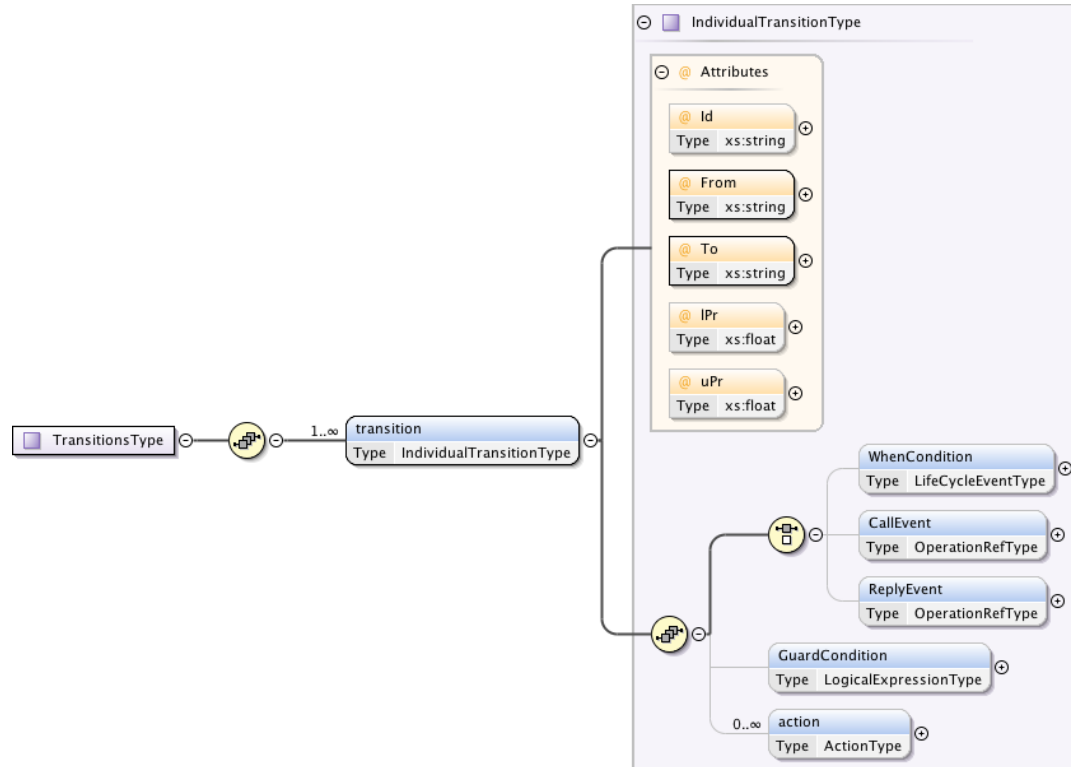 IndividualTransitionType
@ Attributes
@ Id
Type xs:string
@ From
Type xs:string
@ To
Type xs:string
@ lPr
Type xs:float
@ uPr
Type xs:float
TransitionsType
1..∞
transition
Type IndividualTransitionType
WhenCondition
Type LifeCycleEventType
CallEvent
Type OperationRefType
ReplyEvent
Type OperationRefType
GuardCondition
Type LogicalExpressionType
0..∞
action
Type ActionType